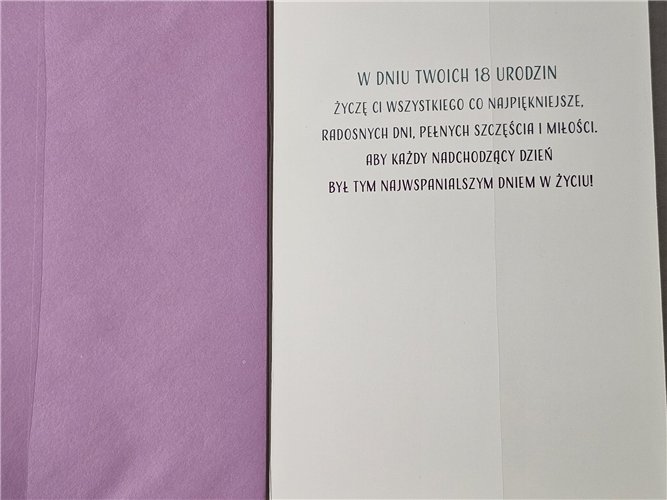 W DNIU TWOICH 18 URODZIN
ŻYCZĘ CI WSZYSTKIEGO CO NAJPIĘKNIEJSZE,
RADOSNYCH DNI, PEŁNYCH SZCZĘŚCIA I MIŁOŚCI.
ABY KAŻDY NADCHODZĄCY DZIEŃ
BYŁ TYM NAJWSPANIALSZYM DNIEM W ŻYCIU!